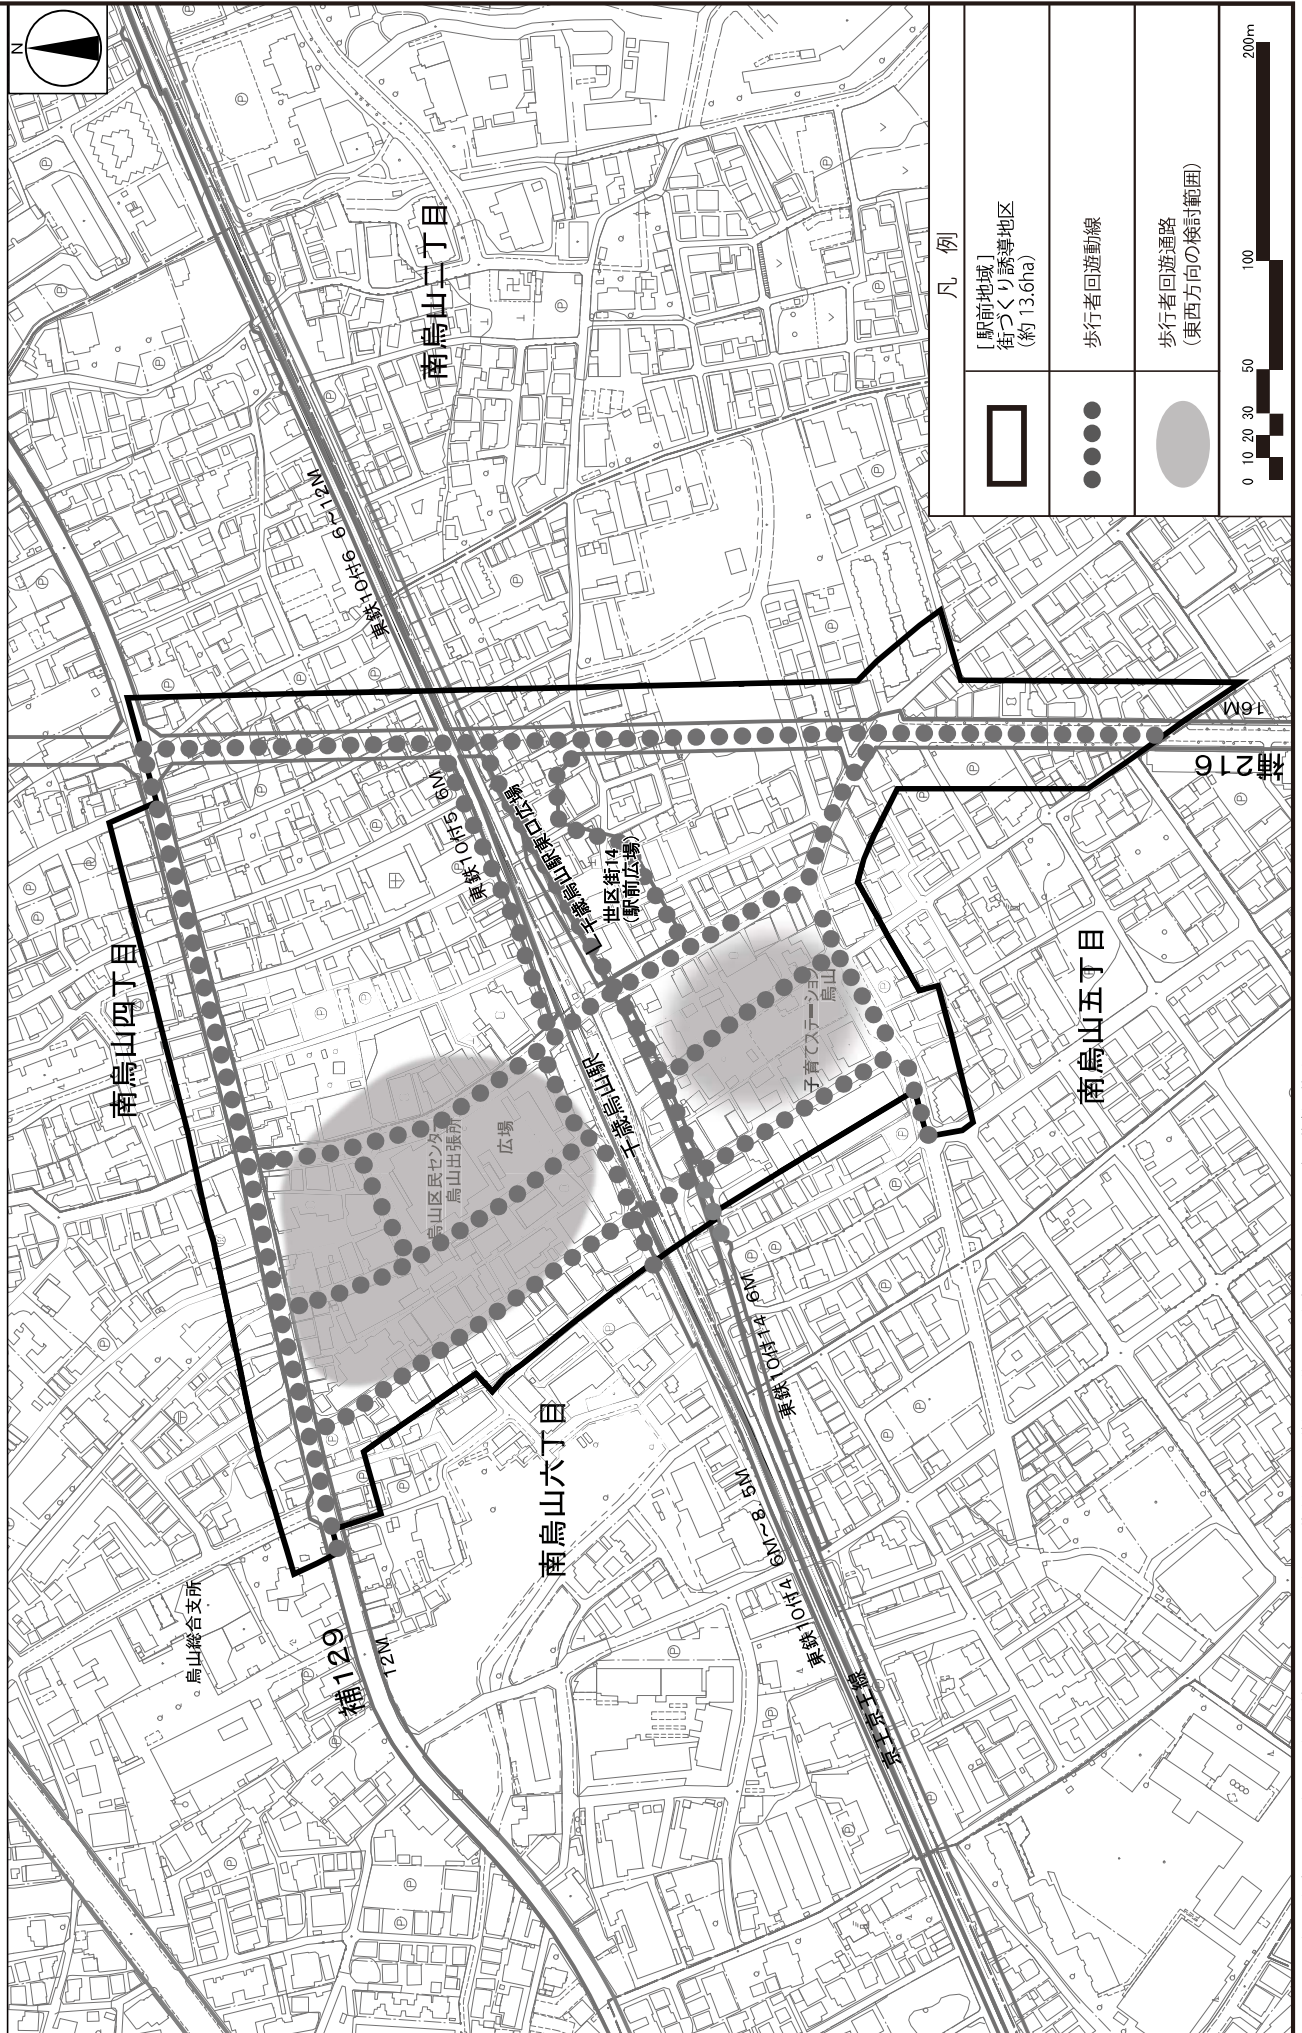 N
南烏山四丁目
南烏山二丁目
南烏山六丁目
南烏山五丁目
烏山総合支所
補129
12M
東鉄10付6 6~12M
東鉄10付5 6M
千歳烏山駅東口広場
世区街14
(駅前広場)
烏山区民センター
烏山出張所
広場
千歳烏山駅
子育てステーション
烏山
東鉄10付14 6M
東鉄10付4 6M~8.5M
京王京王線
補216
16M
凡 例
[駅前地域]
街づくり誘導地区
(約 13.6ha)
歩行者回遊動線
歩行者回遊通路
(東西方向の検討範囲)
0 10 20 30 50 100 200m